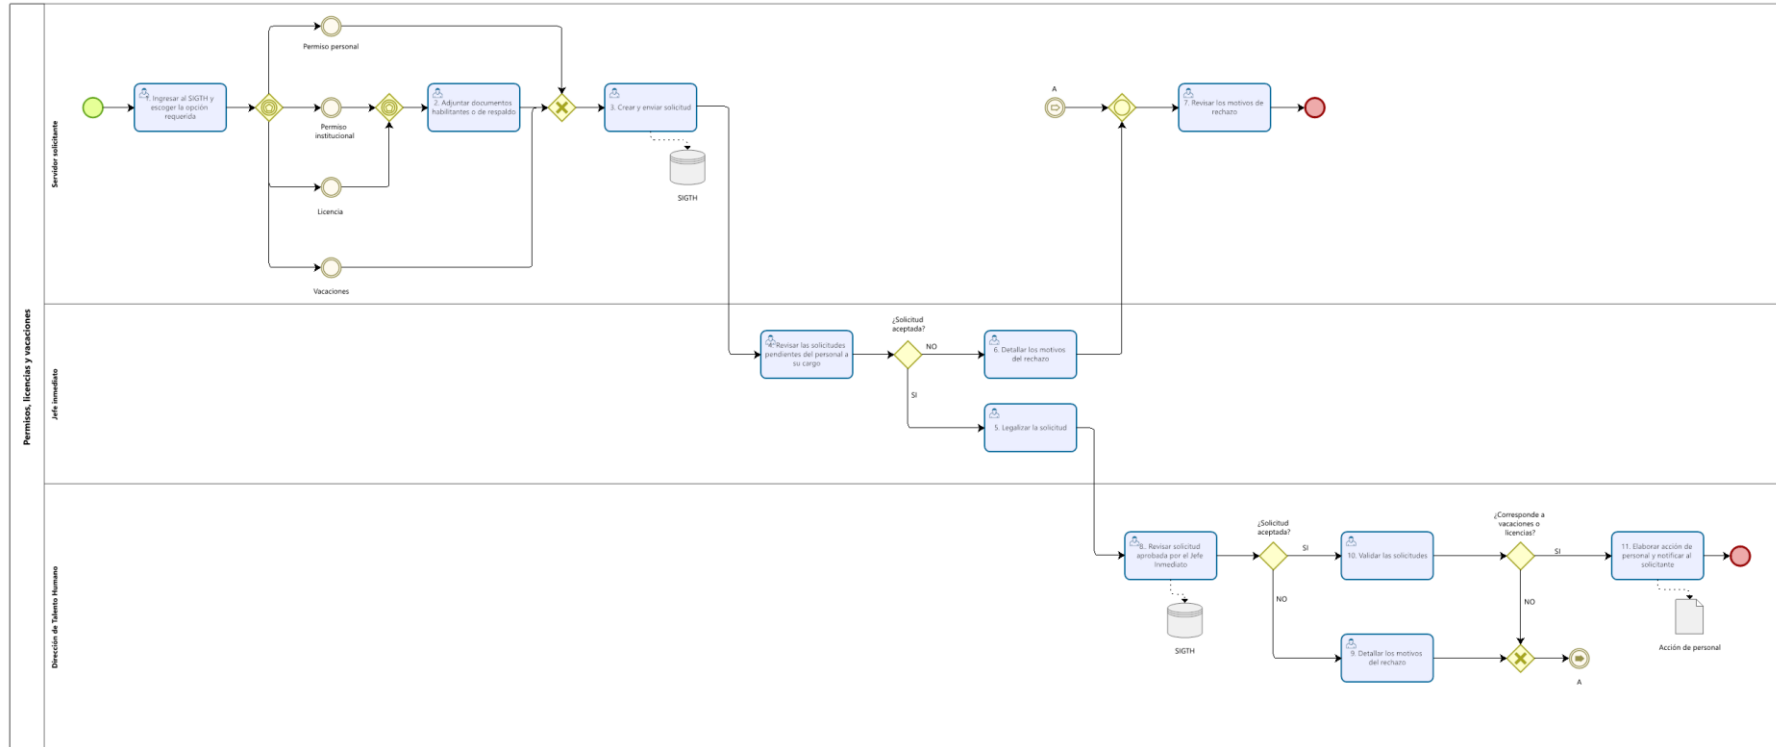 Permisos, licencias y vacaciones
Servidor solicitante
1. Ingresar al SIGTH y
escoger la opción
requerida
Permiso personal
Permiso
institucional
Licencia
Vacaciones
2. Adjuntar documentos
habilitantes o de respaldo
3. Crear y enviar solicitud
SIGTH
A
7. Revisar los motivos de
rechazo
Jefe inmediato
4. Revisar las solicitudes
pendientes del personal a
su cargo
¿Solicitud
aceptada?
NO
SI
6. Detallar los motivos
del rechazo
5. Legalizar la solicitud
Dirección de Talento Humano
8. Revisar solicitud
aprobada por el Jefe
Inmediato
SIGTH
¿Solicitud
aceptada?
SI
NO
10. Validar las solicitudes
9. Detallar los motivos
del rechazo
¿Corresponde a
vacaciones o
licencias?
SI
NO
11. Elaborar acción de
personal y notificar al
solicitante
Acción de personal
A